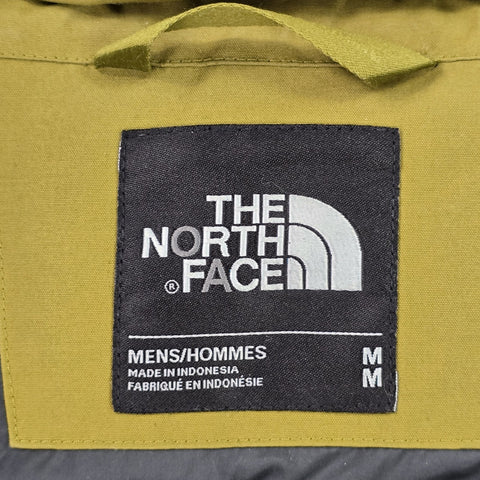 THE
NORTH
FACE
®
MENS/HOMMES M
MADE IN INDONESIA
FABRIQUÉ EN INDONÉSIE M